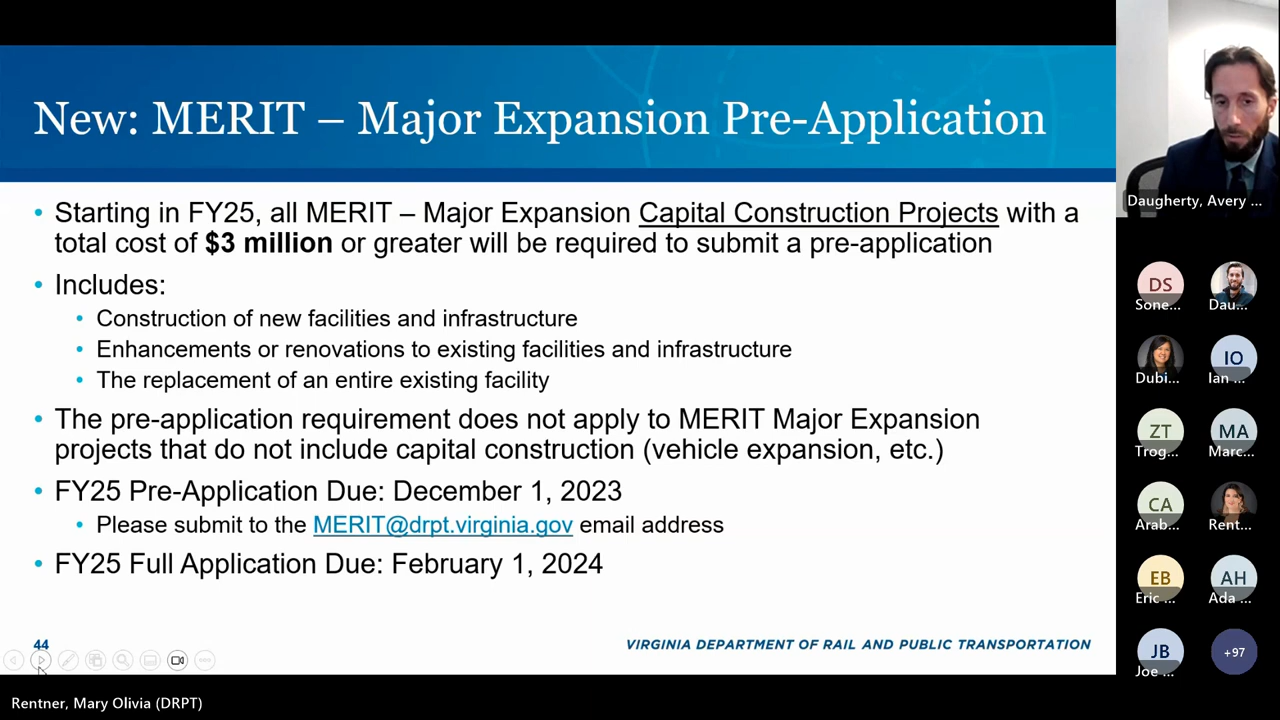 New: MERIT – Major Expansion Pre-Application
• Starting in FY25, all MERIT – Major Expansion Capital Construction Projects with a
total cost of $3 million or greater will be required to submit a pre-application
• Includes:
• Construction of new facilities and infrastructure
• Enhancements or renovations to existing facilities and infrastructure
• The replacement of an entire existing facility
• The pre-application requirement does not apply to MERIT Major Expansion
projects that do not include capital construction (vehicle expansion, etc.)
• FY25 Pre-Application Due: December 1, 2023
• Please submit to the MERIT@drpt.virginia.gov email address
• FY25 Full Application Due: February 1, 2024
44
VIRGINIA DEPARTMENT OF RAIL AND PUBLIC TRANSPORTATION
Rentner, Mary Olivia (DRPT)
Daugherty, Avery ...
DS
Sone...
Dau...
Dubi...
IO
Ian ...
ZT
Trog...
MA
Marc...
CA
Arab...
Rent...
EB
Eric ...
AH
Ada ...
JB
Joe ...
+97